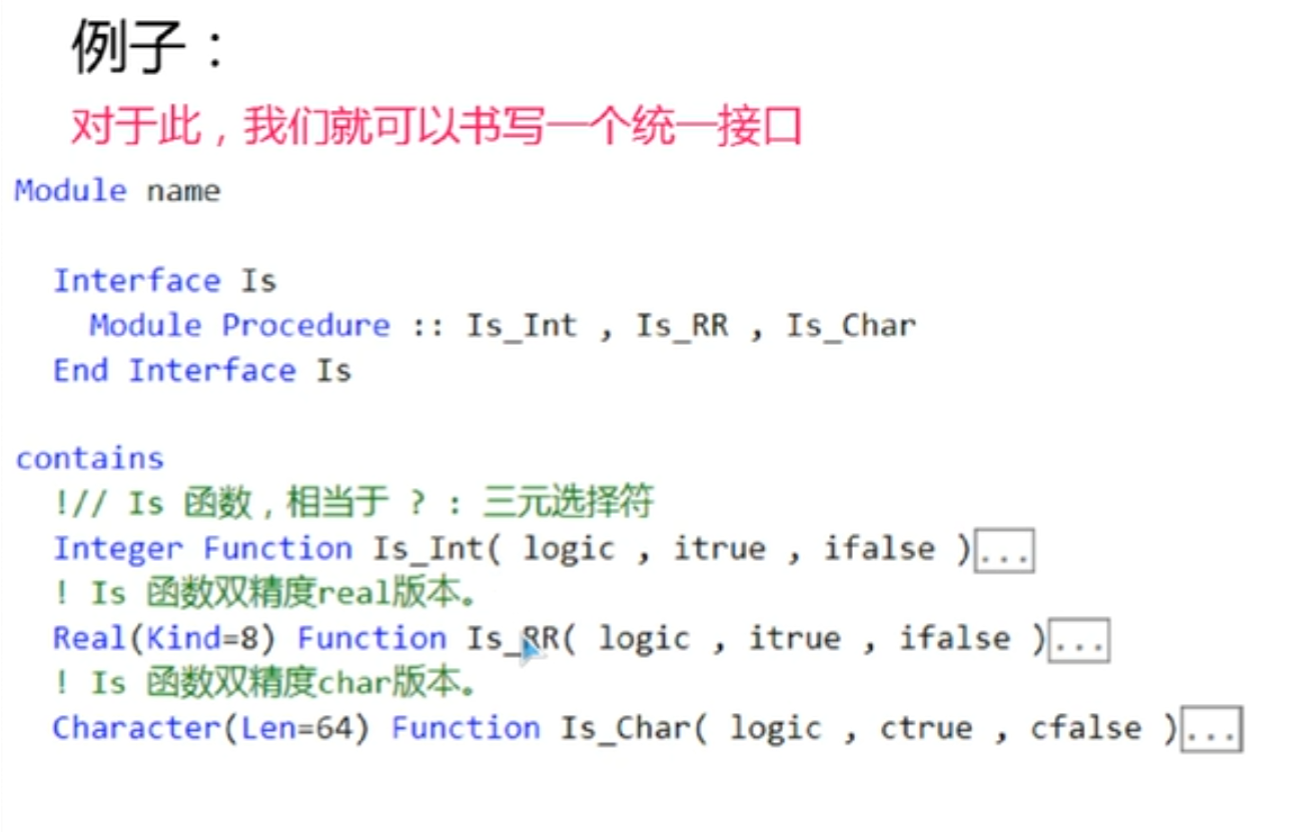 例子：
对于此，我们就可以书写一个统一接口
Module name
Interface Is
Module Procedure :: Is_Int , Is_RR , Is_Char
End Interface Is
contains
!// Is 函数，相当于 ? : 三元选择符
Integer Function Is_Int( logic , itrue , ifalse )...
! Is 函数双精度real版本。
Real(Kind=8) Function Is_RR( logic , itrue , ifalse )...
! Is 函数双精度char版本。
Character(Len=64) Function Is_Char( logic , ctrue , cfalse )...